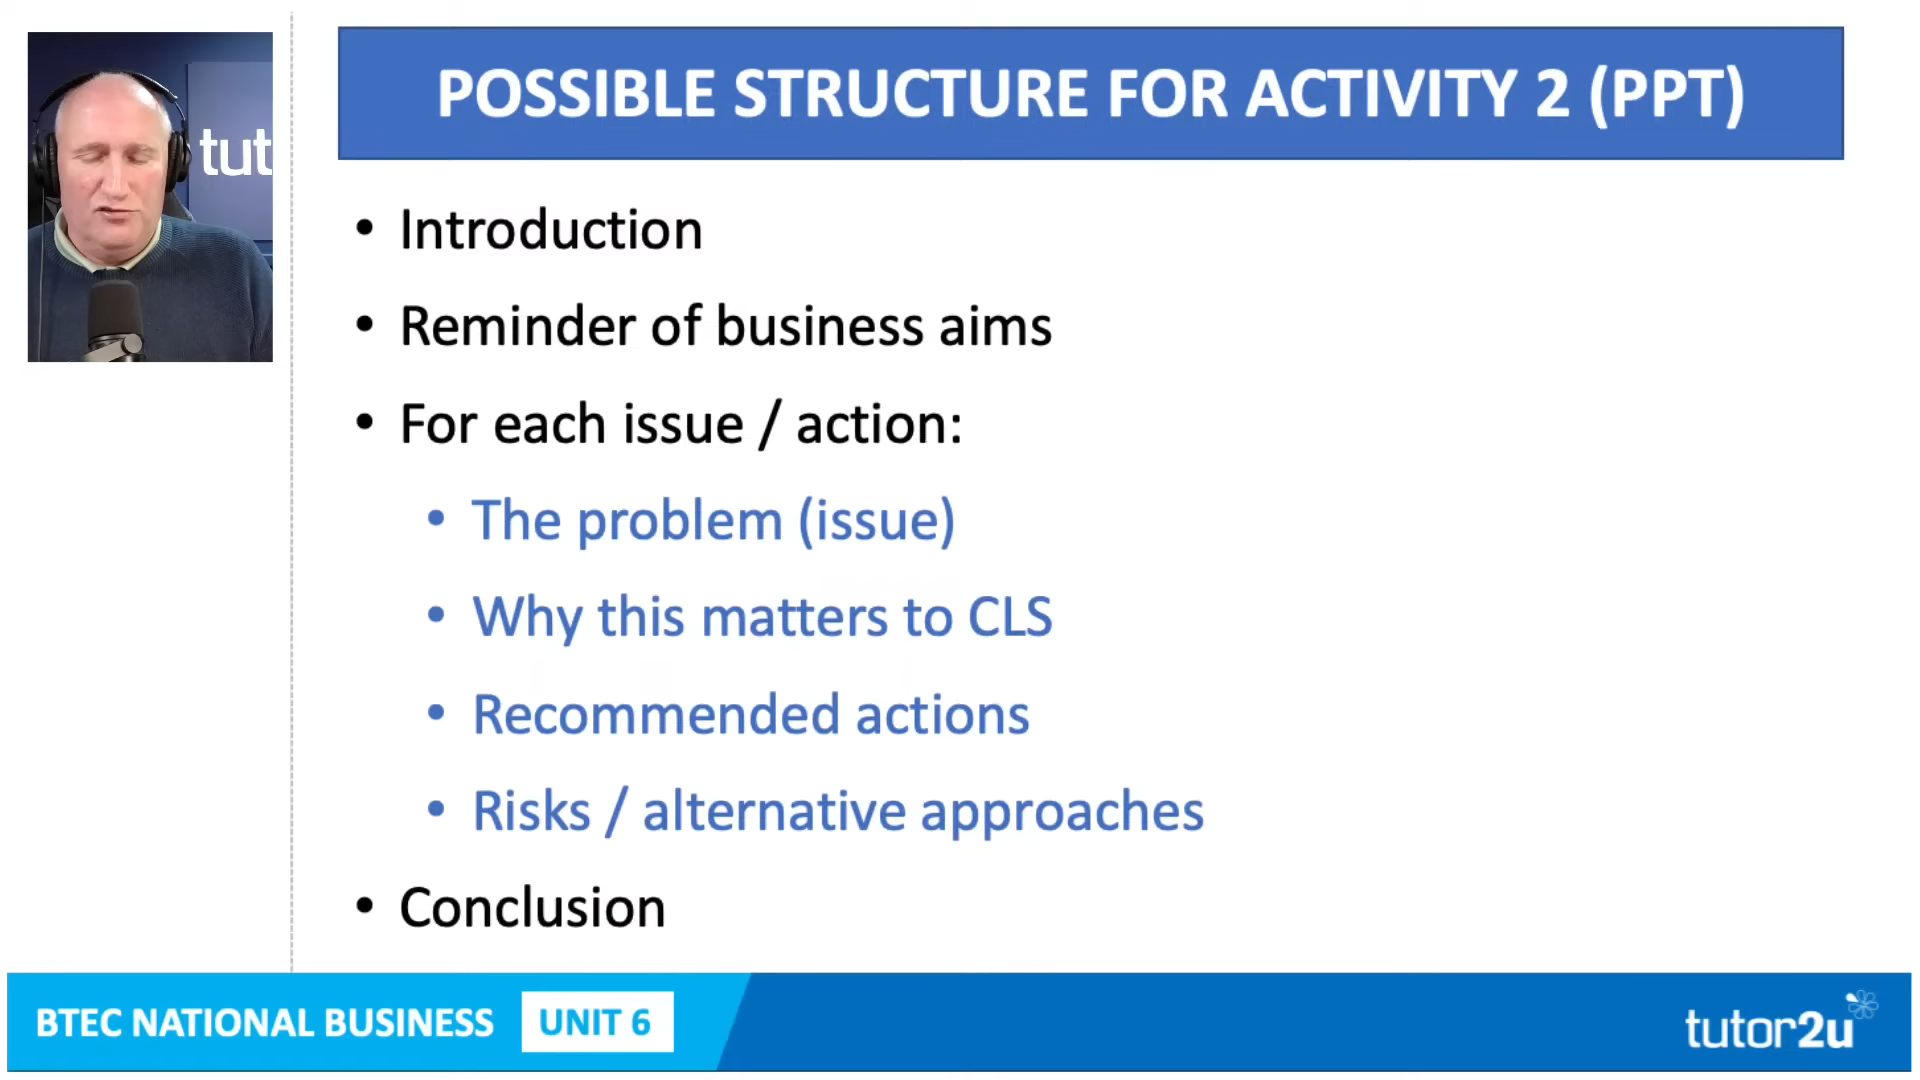 tut
POSSIBLE STRUCTURE FOR ACTIVITY 2 (PPT)
• Introduction
• Reminder of business aims
• For each issue / action:
• The problem (issue)
• Why this matters to CLS
• Recommended actions
• Risks / alternative approaches
• Conclusion
BTEC NATIONAL BUSINESS UNIT 6
tutor2u